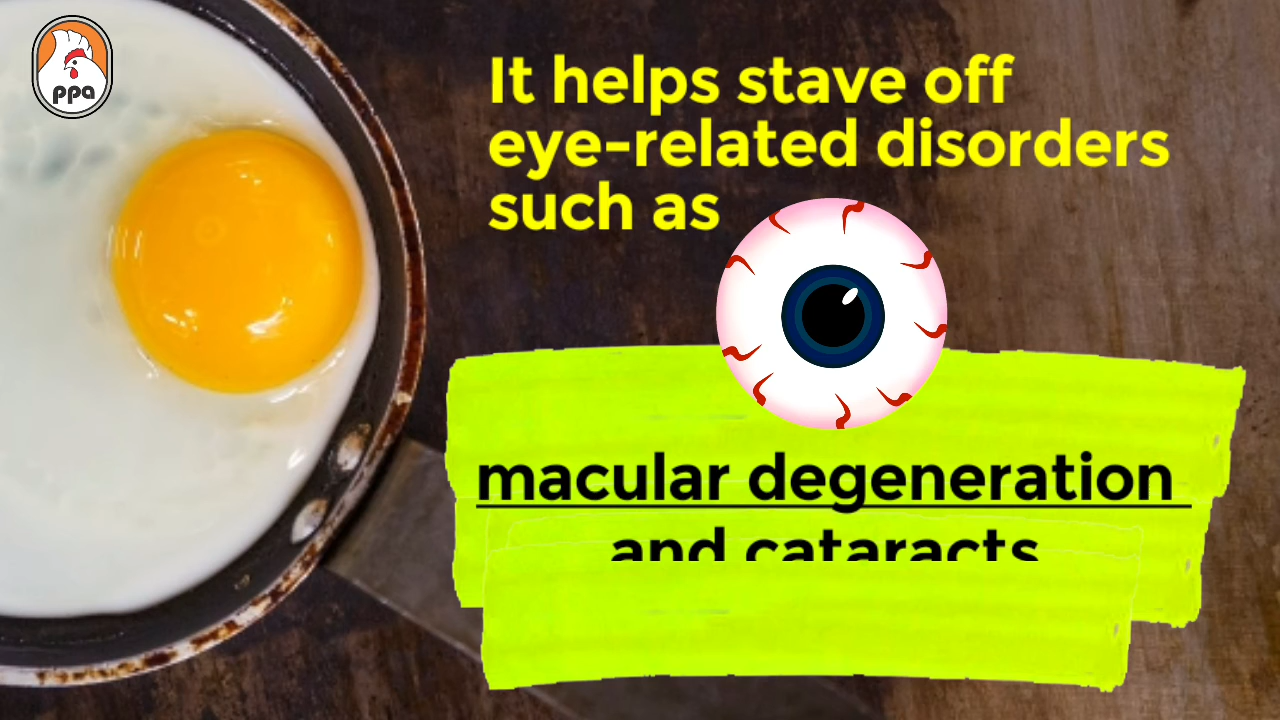 ppa
It helps stave off
eye-related disorders
such as
macular degeneration
and cataracts